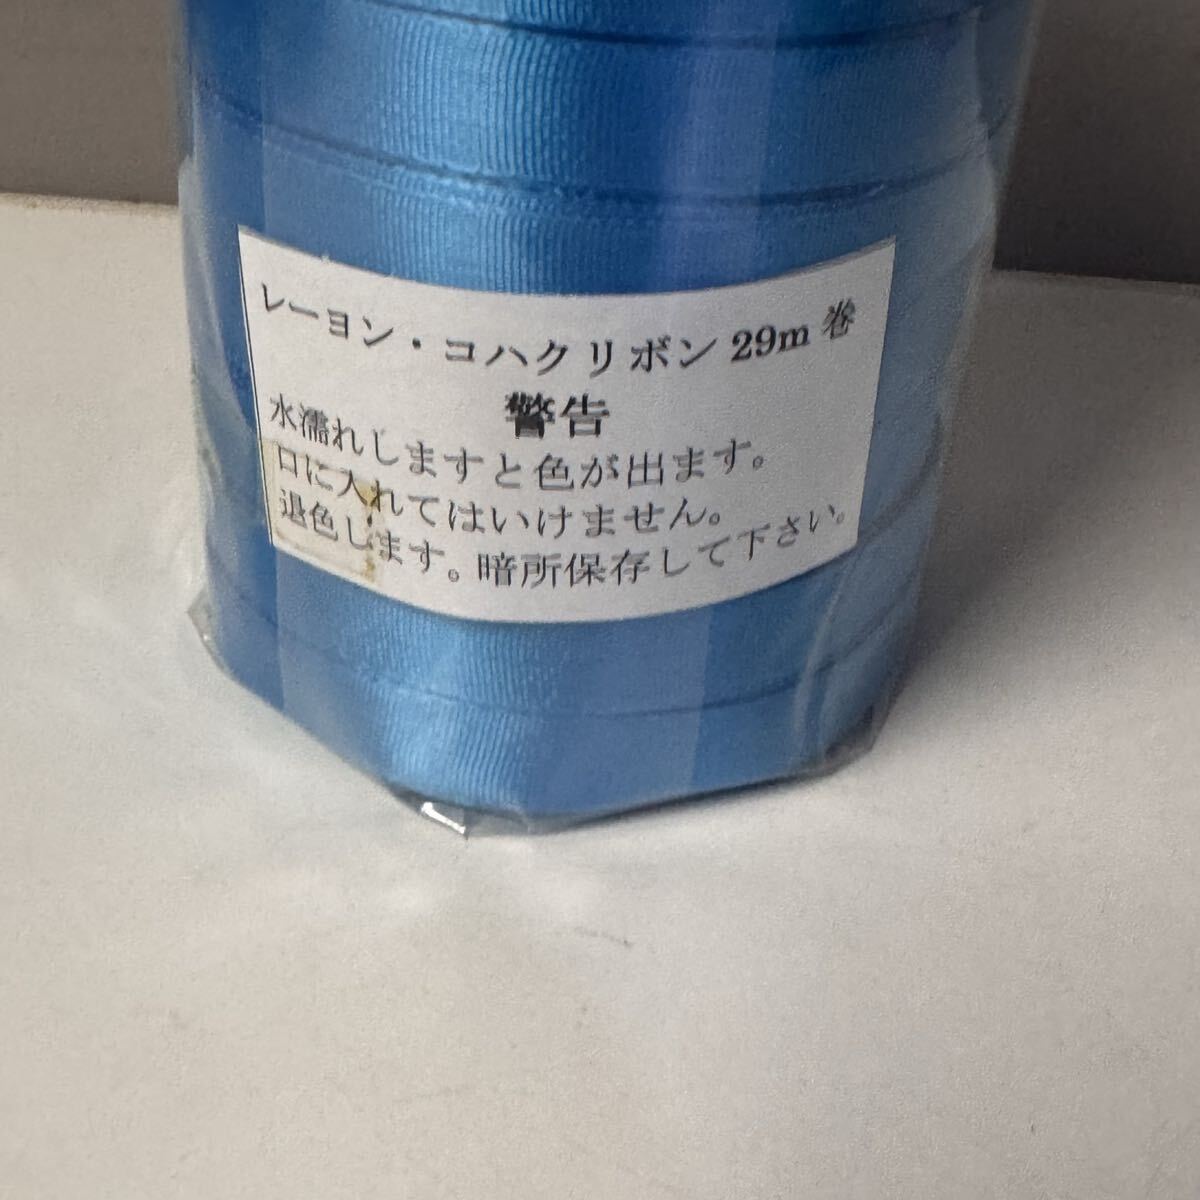 レーヨン・コハクリボン 29m 巻
警告
水濡れしますと色が出ます。
口に入れてはいけません。
退色します。暗所保存して下さい。